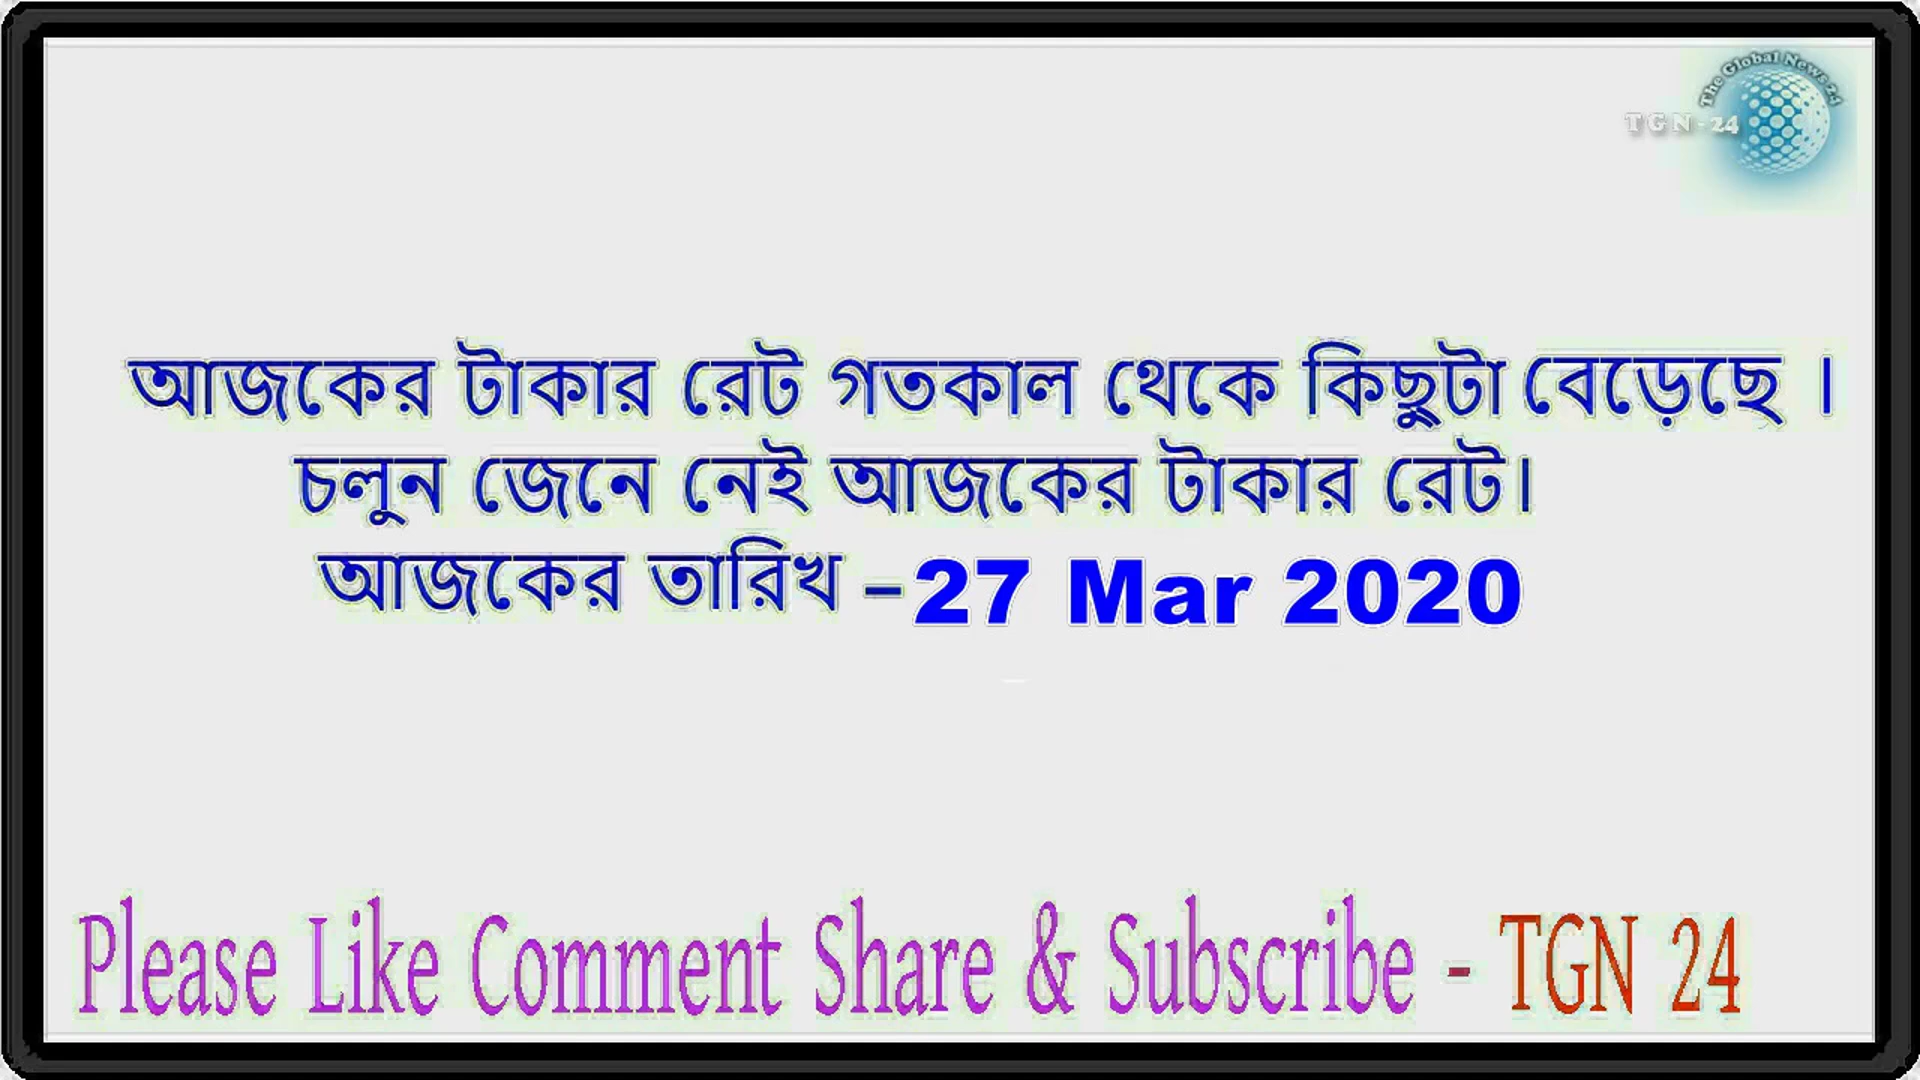 The Global News 24
TGN-24
আজকের টাকার রেট গতকাল থেকে কিছুটা বেড়েছে ।
চলুন জেনে নেই আজকের টাকার রেট।
আজকের তারিখ –27 Mar 2020
Please Like Comment Share & Subscribe - TGN 24